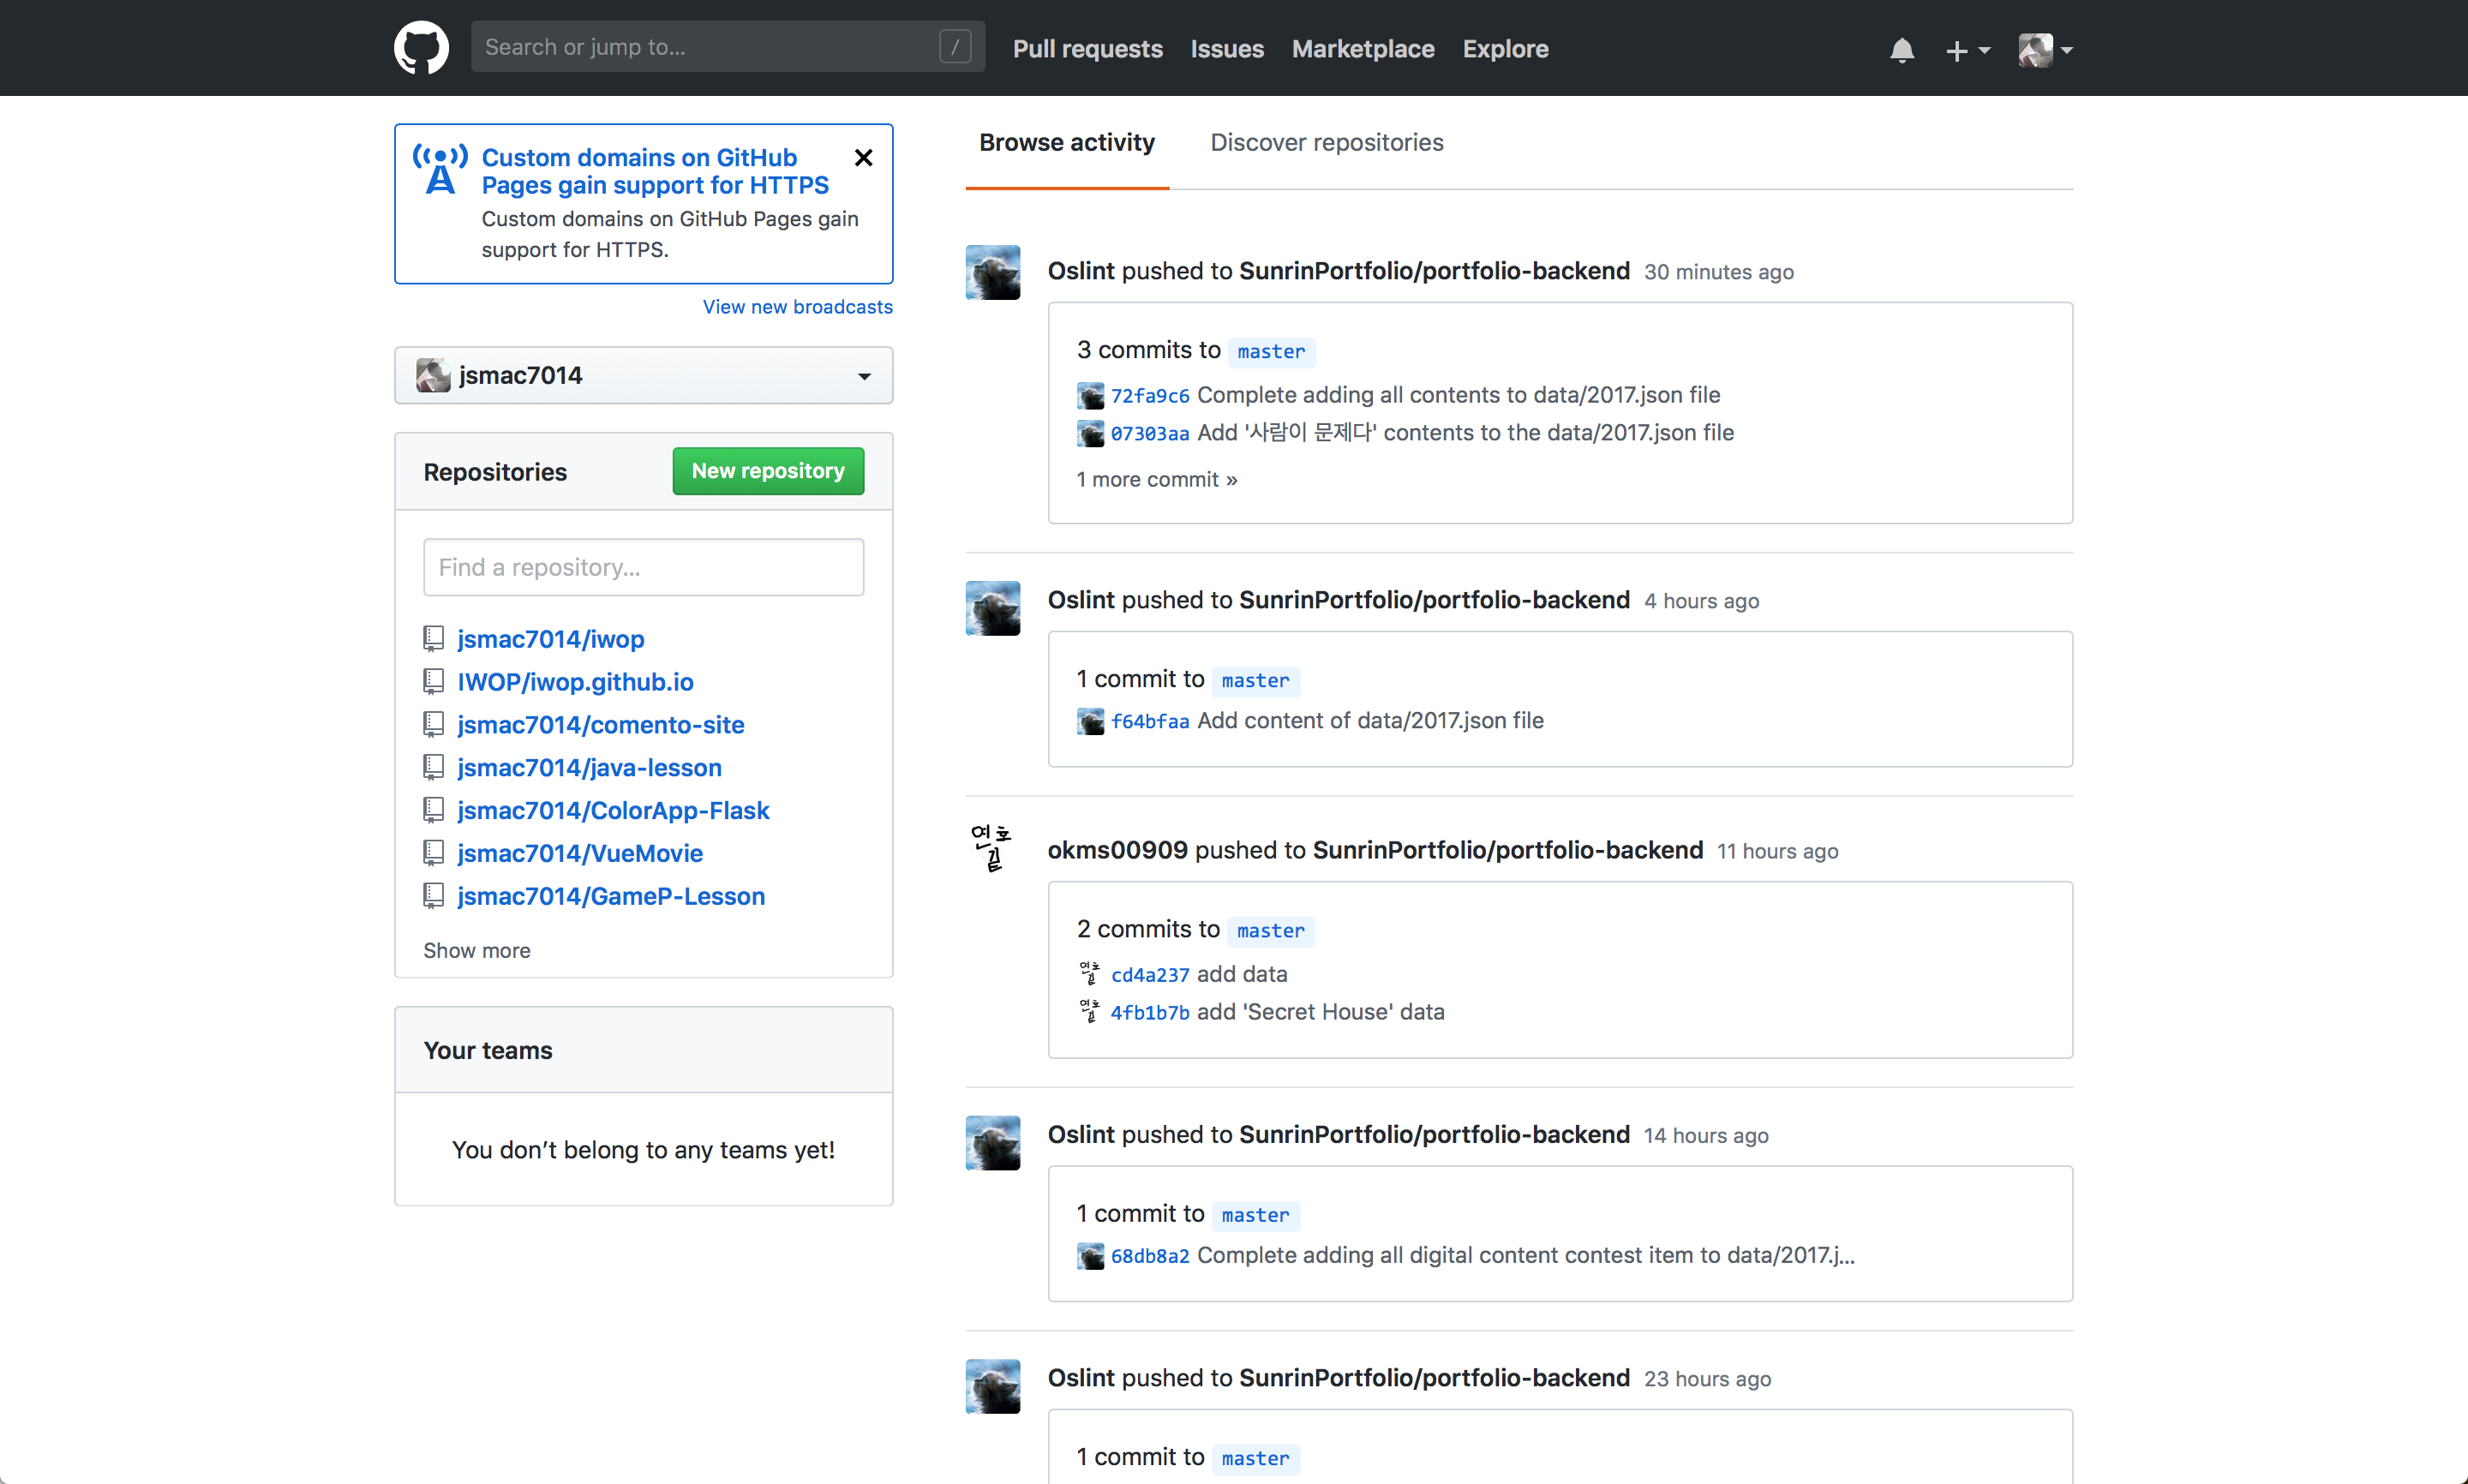 Search or jump to...
/
Pull requests
Issues
Marketplace
Explore
Custom domains on GitHub
Pages gain support for HTTPS
Custom domains on GitHub Pages gain
support for HTTPS.
View new broadcasts
jsmac7014
Repositories
New repository
Find a repository...
jsmac7014/iwop
IWOP/iwop.github.io
jsmac7014/comento-site
jsmac7014/java-lesson
jsmac7014/ColorApp-Flask
jsmac7014/VueMovie
jsmac7014/GameP-Lesson
Show more
Your teams
You don’t belong to any teams yet!
Browse activity
Discover repositories
Oslint pushed to SunrinPortfolio/portfolio-backend 30 minutes ago
3 commits to master
72fa9c6 Complete adding all contents to data/2017.json file
07303aa Add '사람이 문제다' contents to the data/2017.json file
1 more commit »
Oslint pushed to SunrinPortfolio/portfolio-backend 4 hours ago
1 commit to master
f64bfaa Add content of data/2017.json file
연호
길
okms00909 pushed to SunrinPortfolio/portfolio-backend 11 hours ago
2 commits to master
연호
길
cd4a237 add data
연호
길
4fb1b7b add 'Secret House' data
Oslint pushed to SunrinPortfolio/portfolio-backend 14 hours ago
1 commit to master
68db8a2 Complete adding all digital content contest item to data/2017.j...
Oslint pushed to SunrinPortfolio/portfolio-backend 23 hours ago
1 commit to master